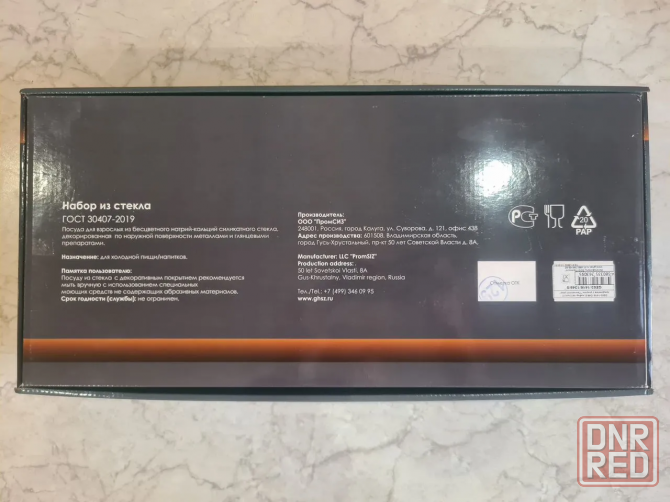 Набор из стекла
ГОСТ 30407-2019
Посуда для взрослых из бесцветного натрий-кальций силикатного стекла,
декорированная по наружной поверхности металлами и глянцевыми
препаратами.
Назначение: для холодной пищи/напитков.
Памятка пользователю:
Посуду из стекла с декоративным покрытием рекомендуется
мыть вручную с использованием специальных
моющих средств не содержащих абразивных материалов.
Срок годности (службы): не ограничен.
Производитель:
ООО "ПромСИЗ"
248001, Россия, город Калуга, ул. Суворова, д. 121, офис 438
Адрес производства: 601508, Владимирская область,
город Гусь-Хрустальный, пр-кт 50 лет Советской Власти д. 8А,
Manufacturer: LLC "PromSIZ"
Production address:
50 let Sovetskoi Vlasti, 8A
Gus-Khrustalny, Vladimir region, Russia
Тел./Tel.: +7 (499) 346 09 95
www.ghsz.ru
20
PAP
DNR
RED